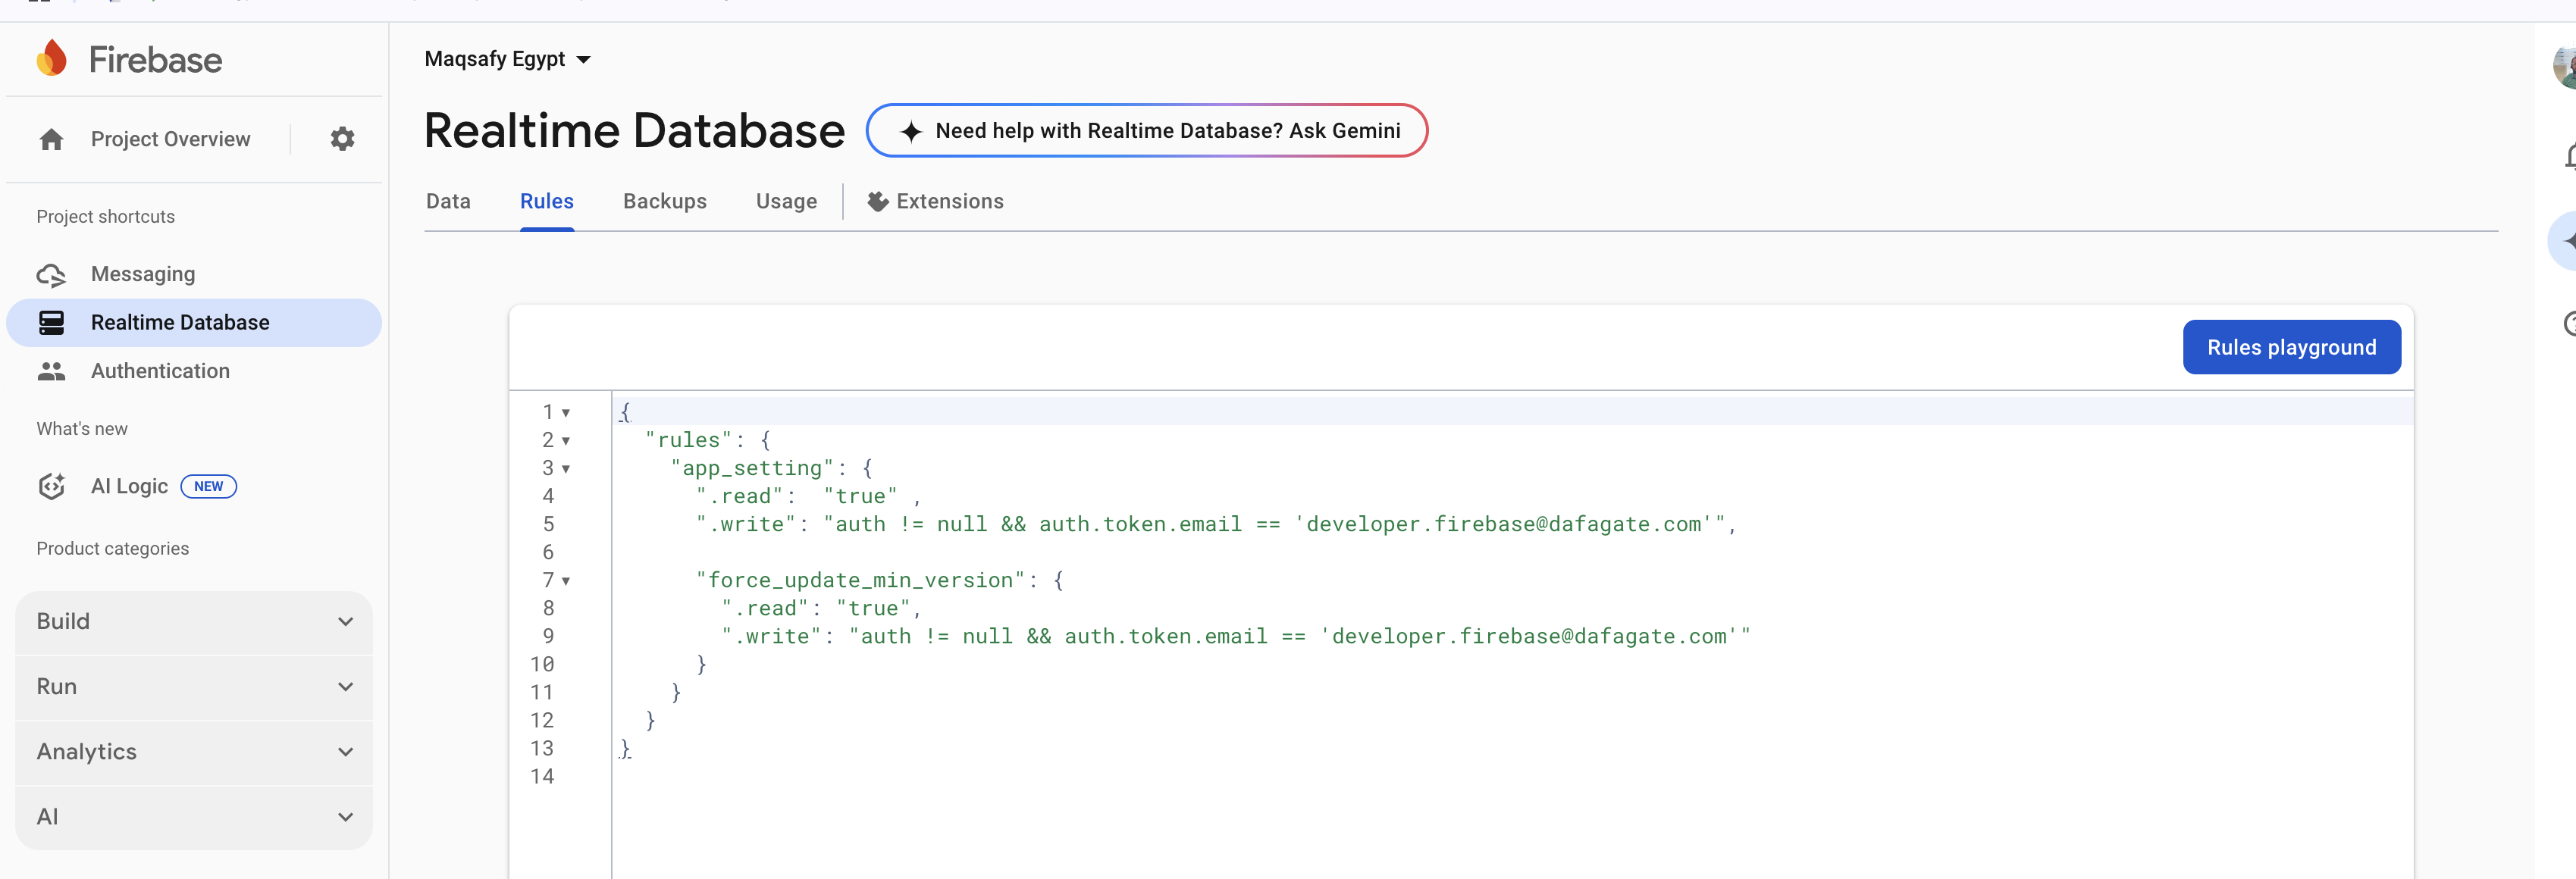 Firebase
Project Overview
Project shortcuts
Messaging
Realtime Database
Authentication
What's new
AI Logic NEW
Product categories
Build
Run
Analytics
AI
Maqsafy Egypt
Realtime Database
Need help with Realtime Database? Ask Gemini
Data Rules Backups Usage Extensions
Rules playground
1 {
2 "rules": {
3 "app_setting": {
4 ".read":  "true" ,
5 ".write": "auth != null && auth.token.email == 'developer.firebase@dafagate.com'",
6
7 "force_update_min_version": {
8 ".read": "true",
9 ".write": "auth != null && auth.token.email == 'developer.firebase@dafagate.com'"
10 }
11 }
12 }
13 }
14